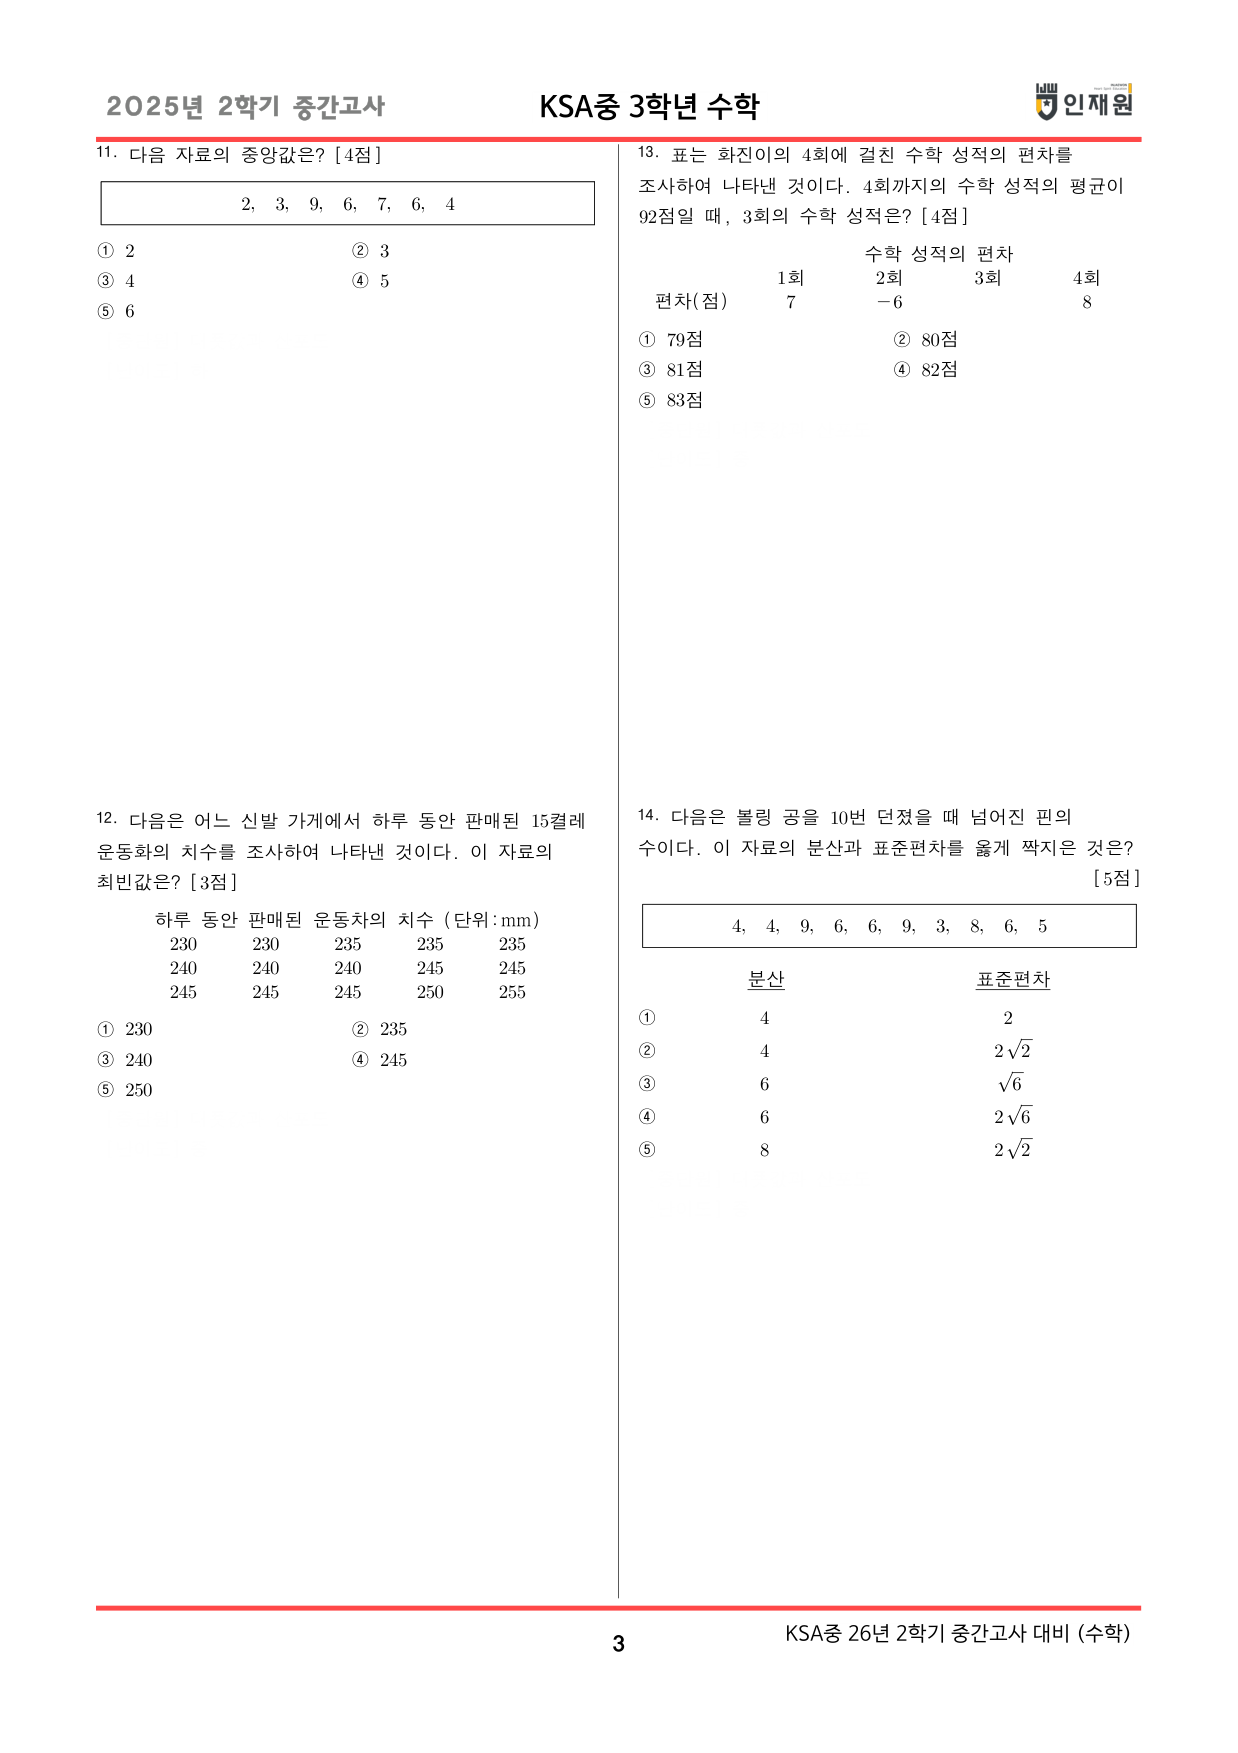 2025년 2학기 중간고사
KSA중 3학년 수학
인재원
11. 다음 자료의 중앙값은? [4점]
2, 3, 9, 6, 7, 6, 4
① 2 ② 3
③ 4 ④ 5
⑤ 6
12. 다음은 어느 신발 가게에서 하루 동안 판매된 15켤레
운동화의 치수를 조사하여 나타낸 것이다. 이 자료의
최빈값은? [3점]
하루 동안 판매된 운동차의 치수 (단위:mm)
230 230 235 235 235
240 240 240 245 245
245 245 245 250 255
① 230 ② 235
③ 240 ④ 245
⑤ 250
13. 표는 화진이의 4회에 걸친 수학 성적의 편차를
조사하여 나타낸 것이다. 4회까지의 수학 성적의 평균이
92점일 때, 3회의 수학 성적은? [4점]
수학 성적의 편차
1회 2회 3회 4회
편차(점) 7 −6 8
① 79점 ② 80점
③ 81점 ④ 82점
⑤ 83점
14. 다음은 볼링 공을 10번 던졌을 때 넘어진 핀의
수이다. 이 자료의 분산과 표준편차를 옳게 짝지은 것은?
[5점]
4, 4, 9, 6, 6, 9, 3, 8, 6, 5
분산 표준편차
① 4 2
② 4 2√2
③ 6 √6
④ 6 2√6
⑤ 8 2√2
3
KSA중 26년 2학기 중간고사 대비 (수학)